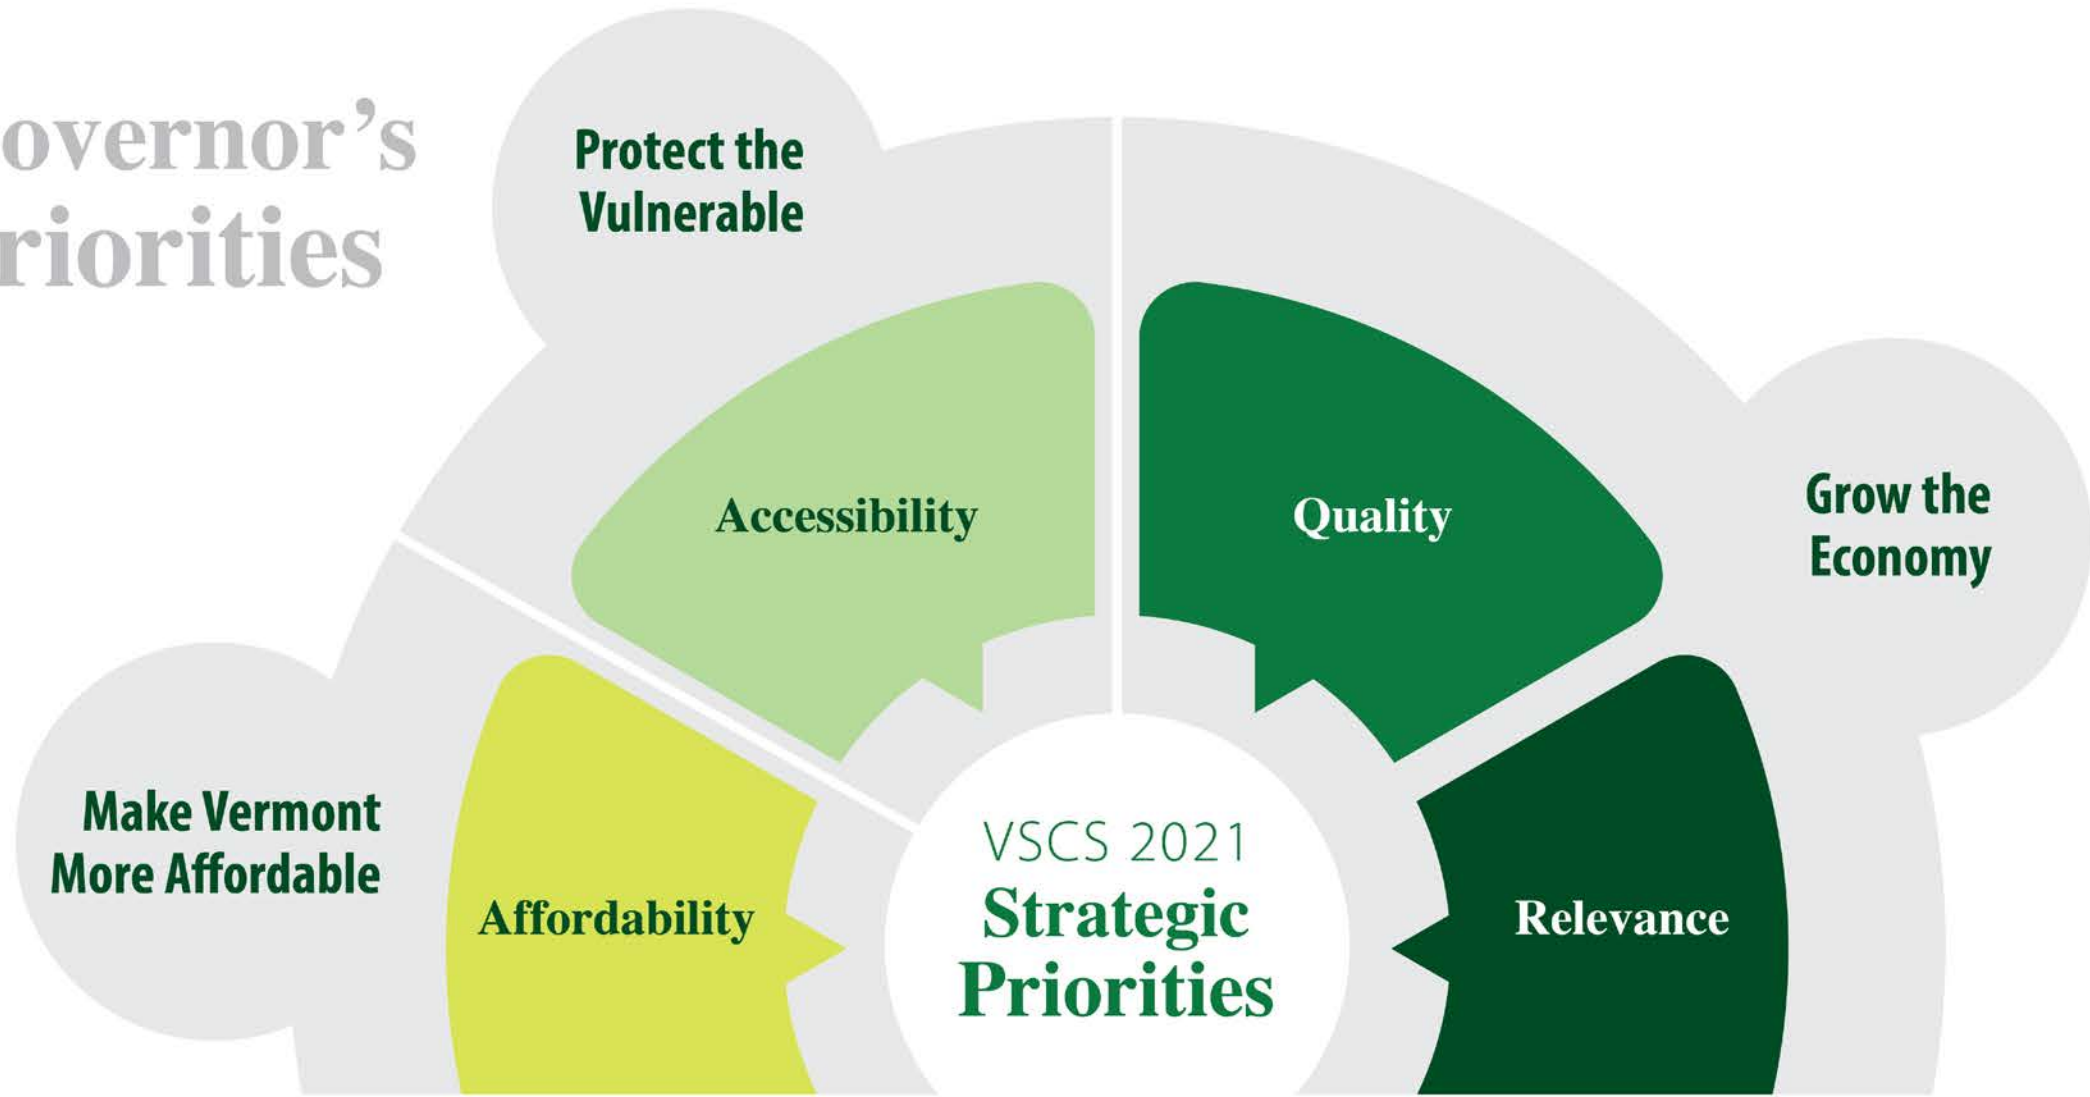 overnor's
riorities
Protect the
Vulnerable
Accessibility
Quality
Grow the
Economy
Make Vermont
More Affordable
Affordability
VSCS 2021
Strategic
Priorities
Relevance